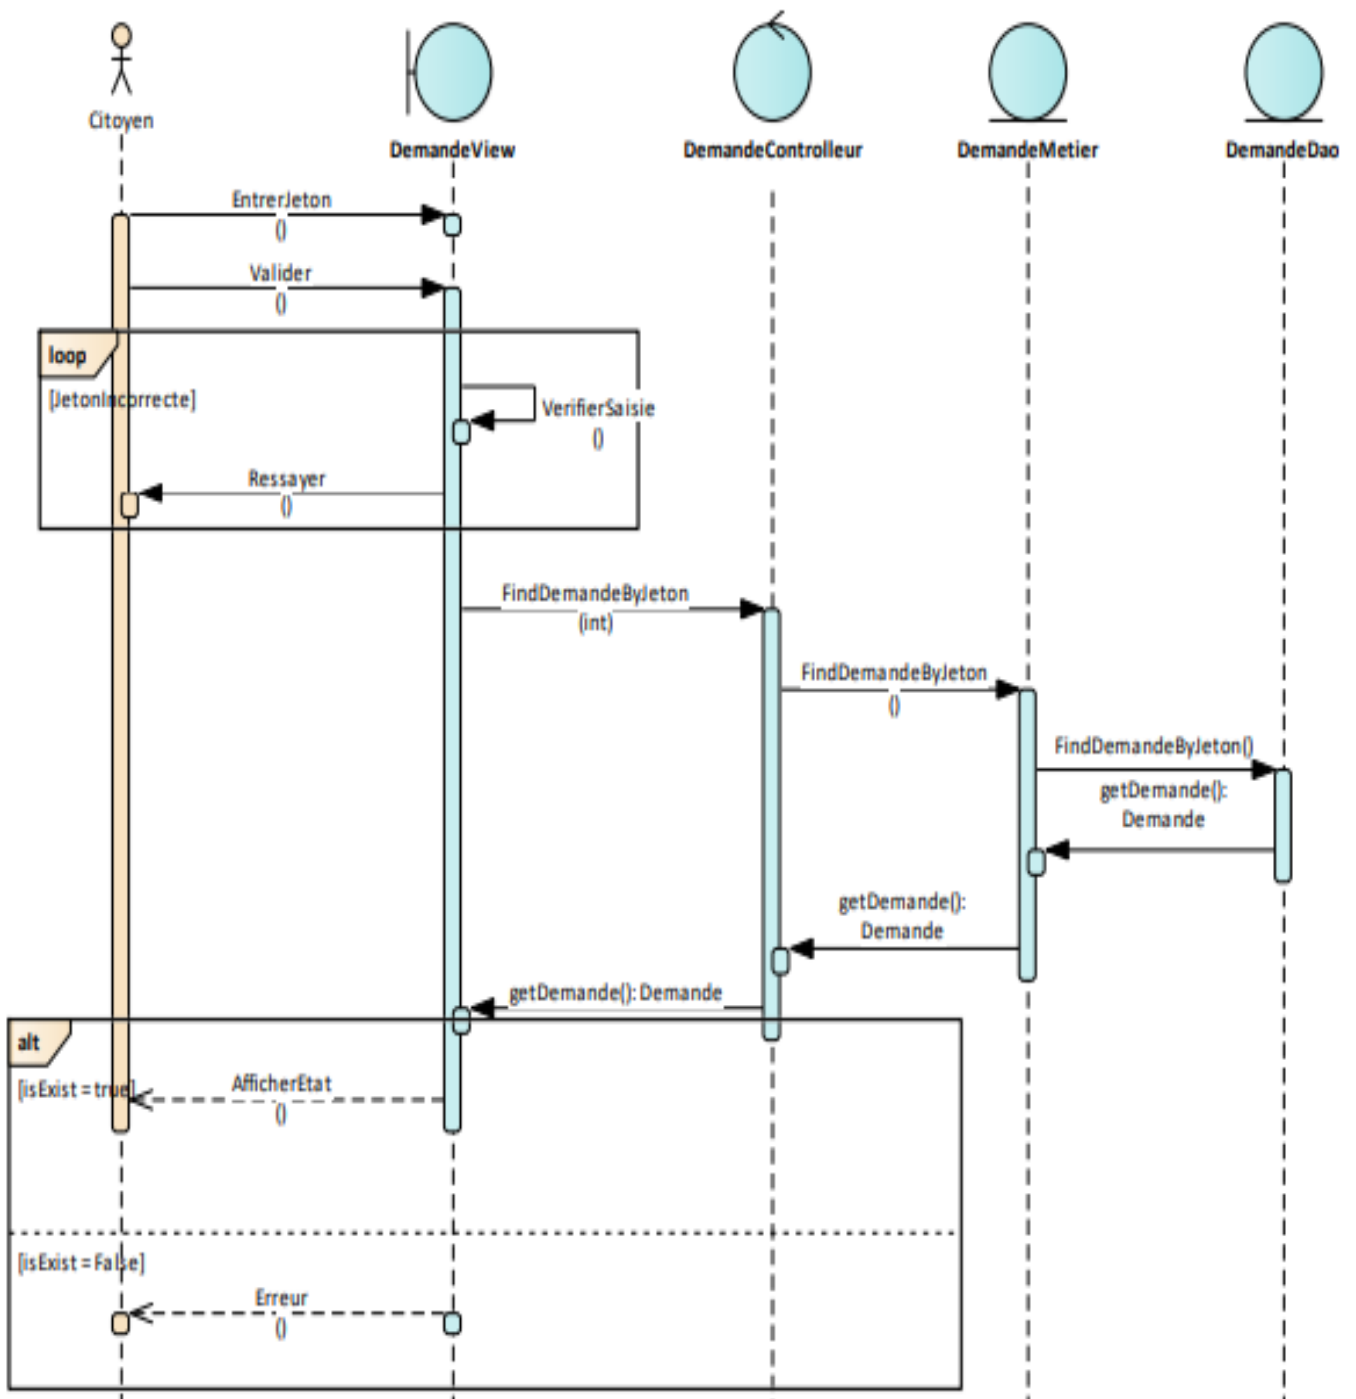 Citoyen
DemandeView
DemandeControlleur
DemandeMetier
DemandeDao
EntrerJeton
()
Valider
()
loop
[JetonIncorrecte]
VerifierSaisie
()
Ressayer
()
FindDemandeByJeton
(int)
FindDemandeByJeton
()
FindDemandeByJeton()
getDemande():
Demande
getDemande():
Demande
getDemande(): Demande
alt
[isExist = true]
AfficherEtat
()
[isExist = False]
Erreur
()